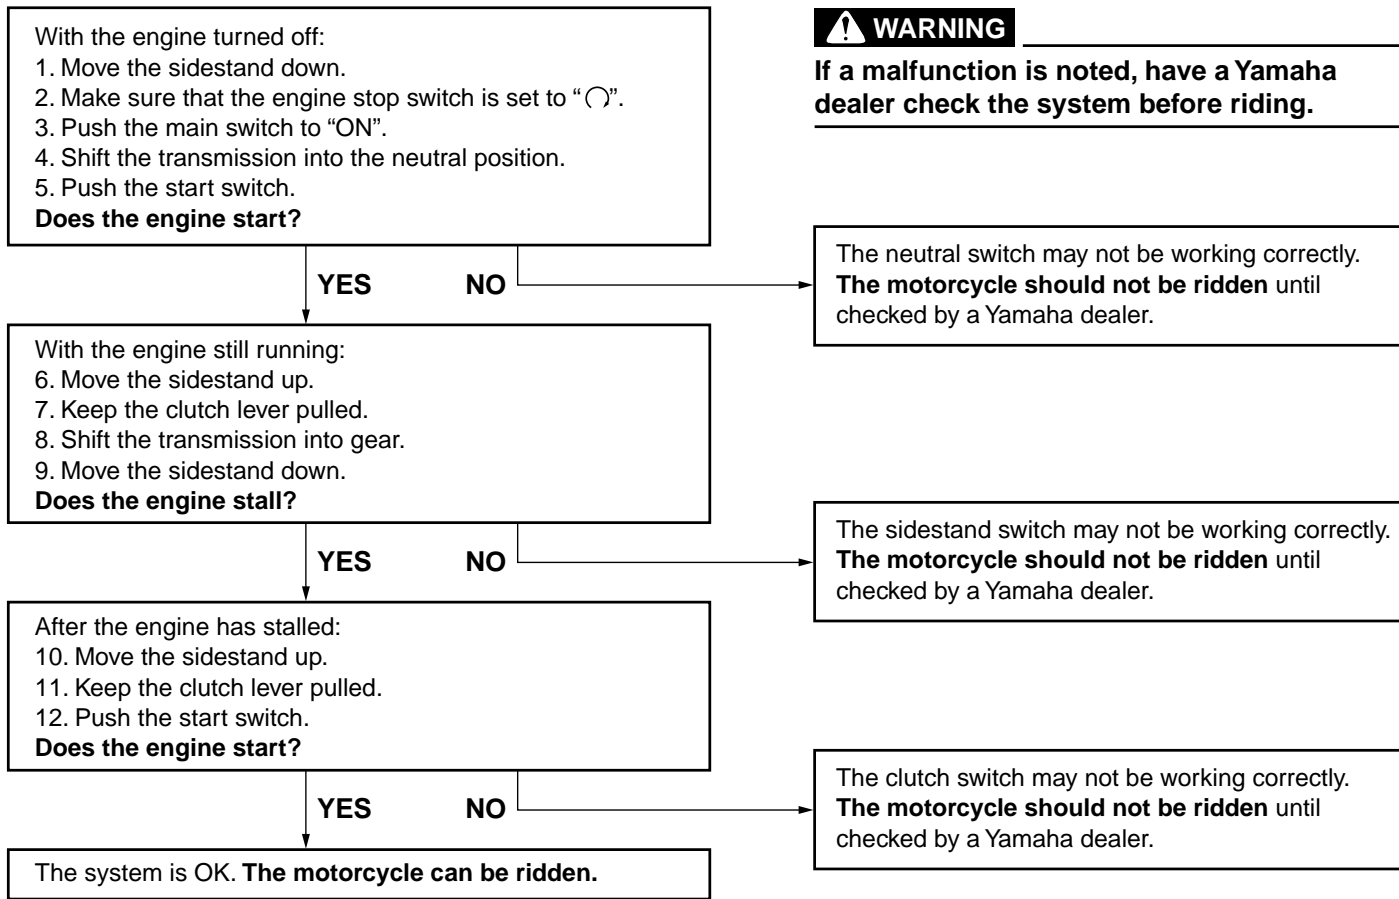 With the engine turned off:
1. Move the sidestand down.
2. Make sure that the engine stop switch is set to “ ”.
3. Push the main switch to “ON”.
4. Shift the transmission into the neutral position.
5. Push the start switch.
Does the engine start?
WARNING
If a malfunction is noted, have a Yamaha
dealer check the system before riding.
YES NO
The neutral switch may not be working correctly.
The motorcycle should not be ridden until
checked by a Yamaha dealer.
With the engine still running:
6. Move the sidestand up.
7. Keep the clutch lever pulled.
8. Shift the transmission into gear.
9. Move the sidestand down.
Does the engine stall?
YES NO
The sidestand switch may not be working correctly.
The motorcycle should not be ridden until
checked by a Yamaha dealer.
After the engine has stalled:
10. Move the sidestand up.
11. Keep the clutch lever pulled.
12. Push the start switch.
Does the engine start?
YES NO
The clutch switch may not be working correctly.
The motorcycle should not be ridden until
checked by a Yamaha dealer.
The system is OK. The motorcycle can be ridden.